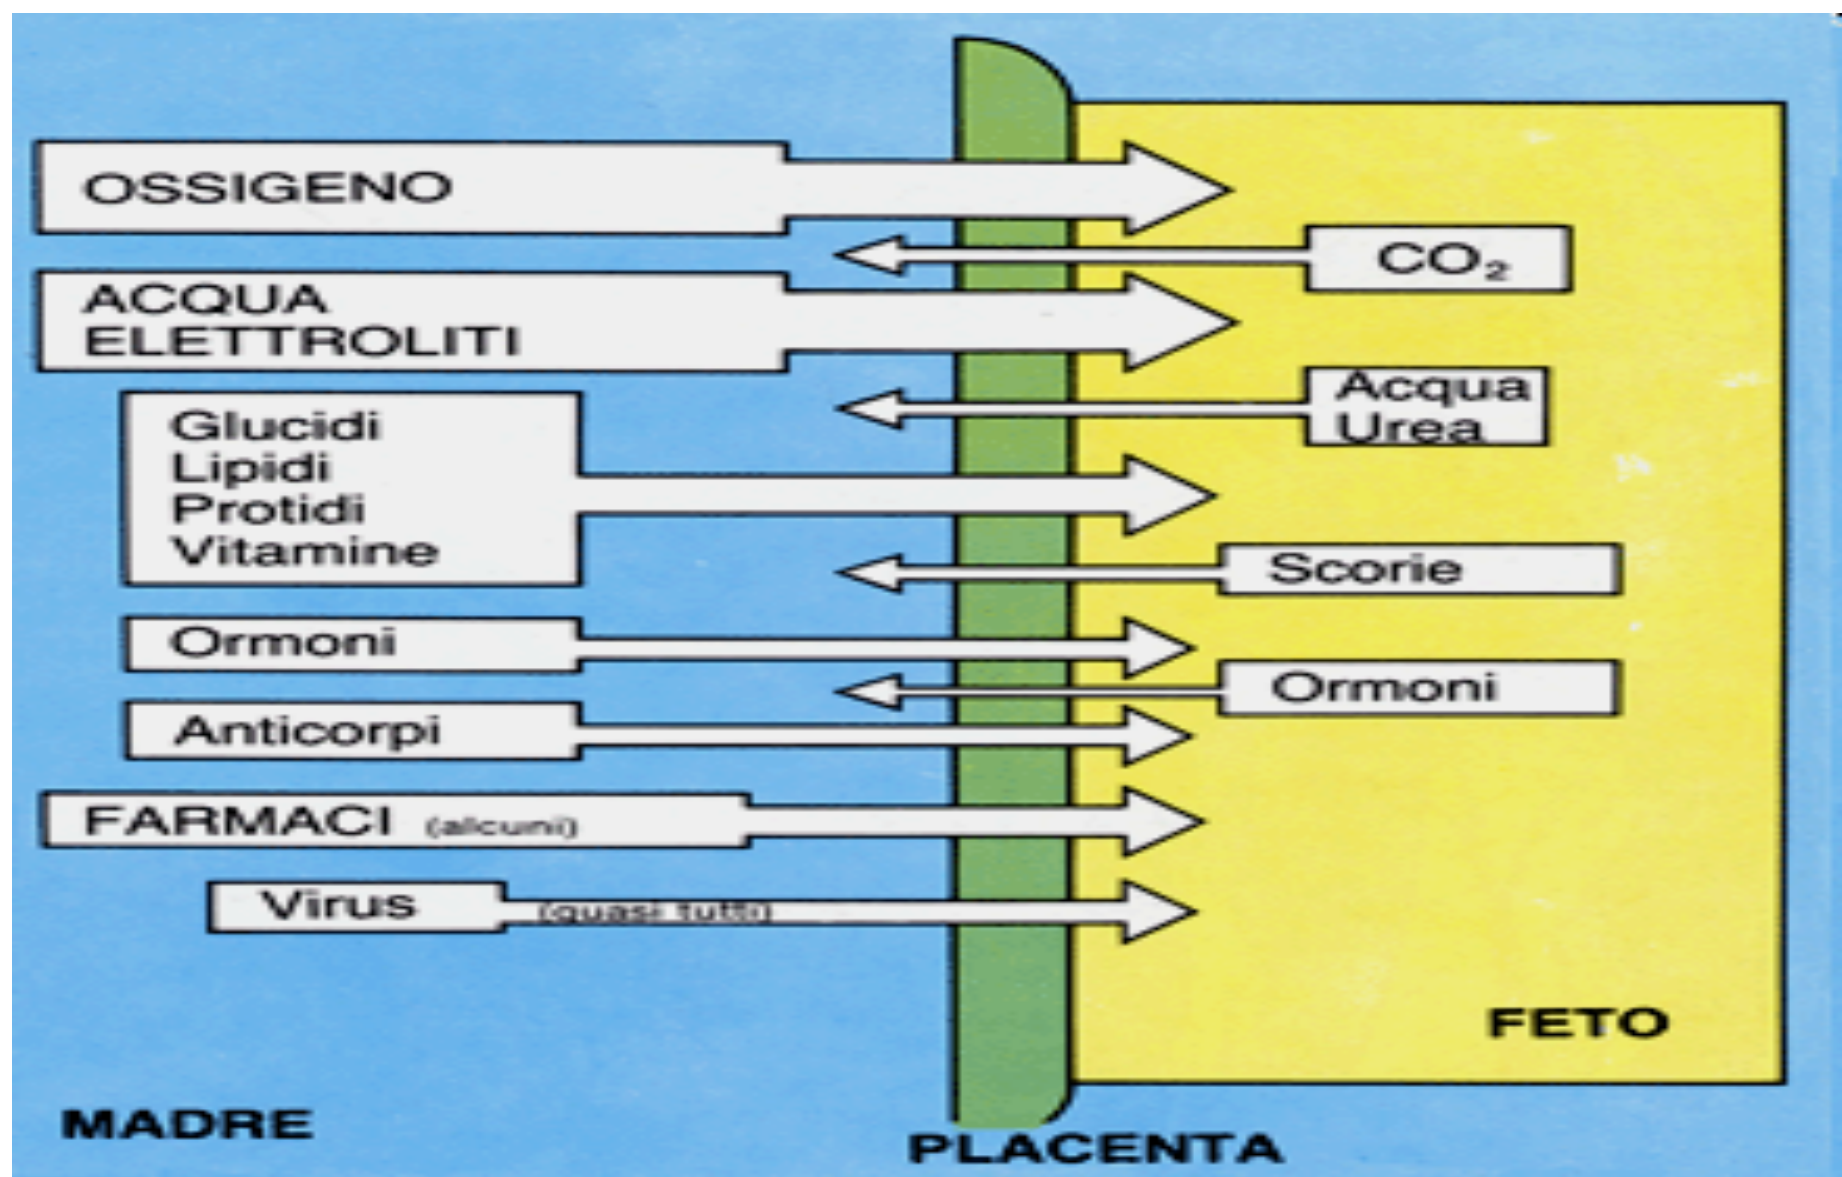 OSSIGENO
CO₂
ACQUA
ELETTROLITI
Acqua
Urea
Glucidi
Lipidi
Protidi
Vitamine
Scorie
Ormoni
Ormoni
Anticorpi
FARMACI (alcuni)
Virus (quasi tutti)
FETO
MADRE
PLACENTA